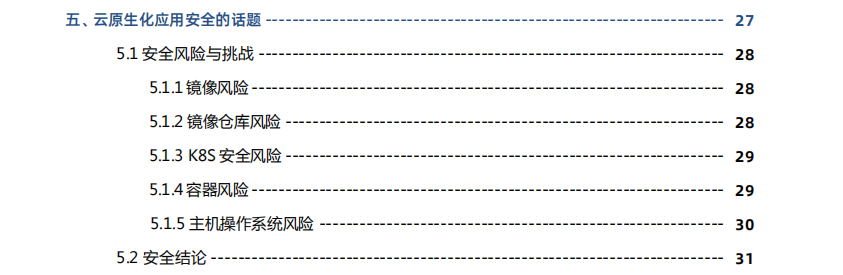 五、云原生化应用安全的话题 ---------------------------------------------------------------------- 27
5.1 安全风险与挑战 ---------------------------------------------------------------------- 28
5.1.1 镜像风险 ---------------------------------------------------------------------- 28
5.1.2 镜像仓库风险 ---------------------------------------------------------------- 28
5.1.3 K8S 安全风险 ---------------------------------------------------------------- 29
5.1.4 容器风险 ---------------------------------------------------------------------- 29
5.1.5 主机操作系统风险 ---------------------------------------------------------- 30
5.2 安全结论 ---------------------------------------------------------------------------- 31